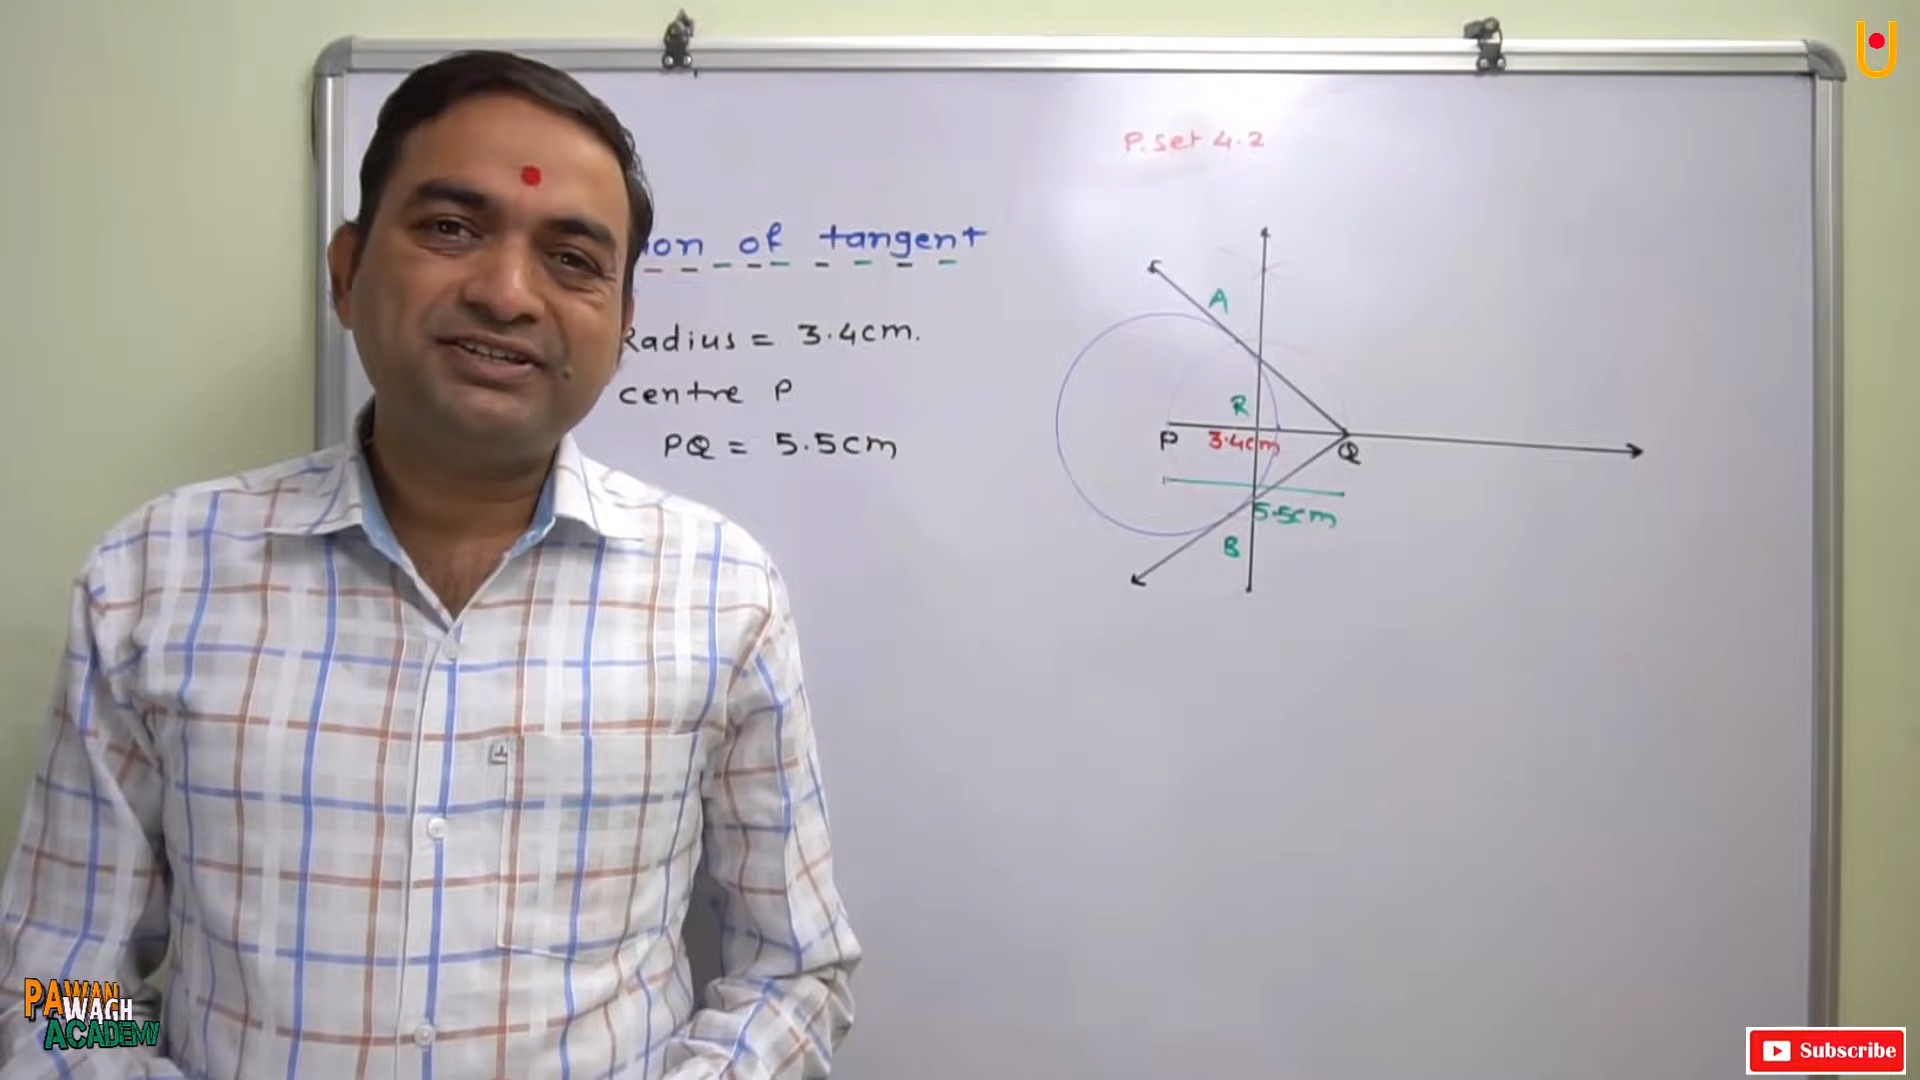 P. set 4.2
ion of tangent
Radius = 3.4cm.
centre P
PQ = 5.5cm
A
R
P
3.4cm
Q
5.5cm
B
PAWAN
WAGH
ACADEMY
Subscribe